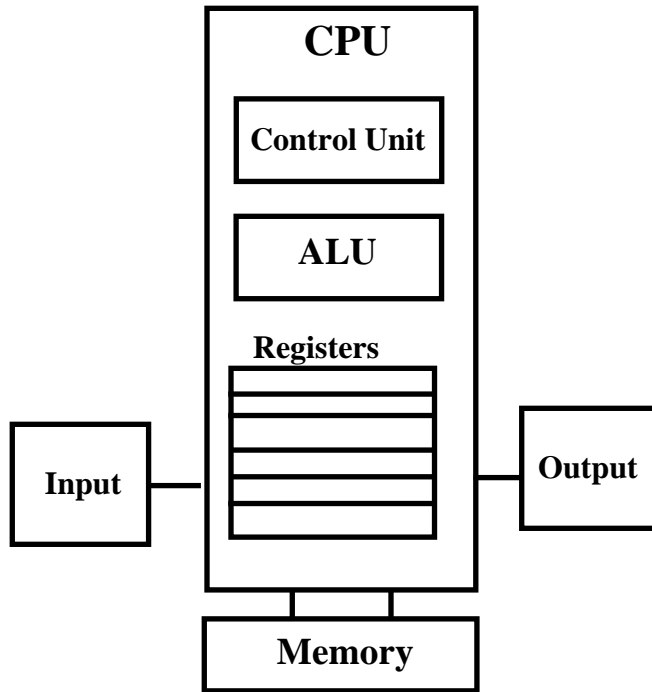 CPU
Control Unit
ALU
Registers
Input
Output
Memory